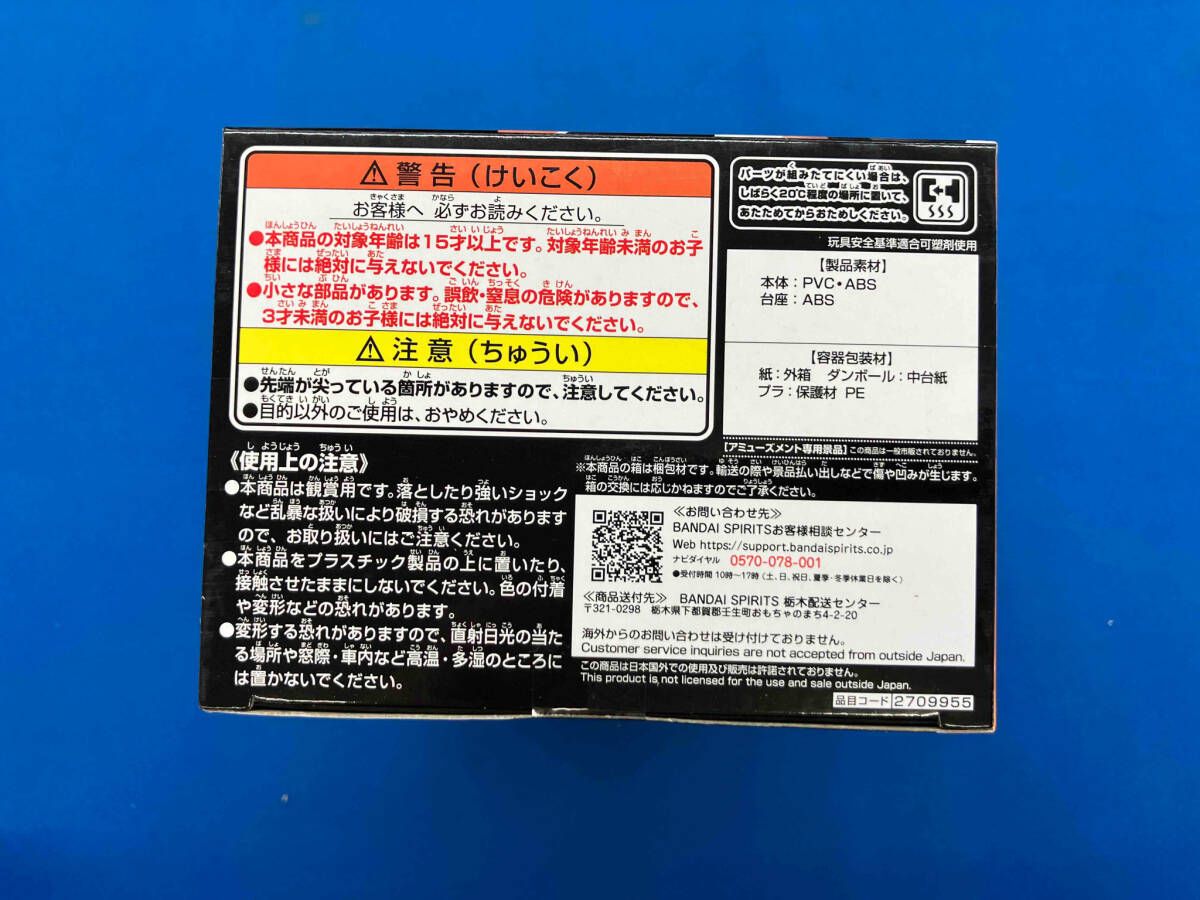 ⚠警告（けいこく）
お客様へ 必ずお読みください。
●本商品の対象年齢は15才以上です。対象年齢未満のお子
様には絶対に与えないでください。
●小さな部品があります。誤飲・窒息の危険がありますので、
3才未満のお子様には絶対に与えないでください。
⚠注意（ちゅうい）
●先端が尖っている箇所がありますので、注意してください。
●目的以外のご使用は、おやめください。
《使用上の注意》
●本商品は観賞用です。落としたり強いショック
など乱暴な扱いにより破損する恐れがあります
ので、お取り扱いにはご注意ください。
●本商品をプラスチック製品の上に置いたり、
接触させたままにしないでください。色の付着
や変形などの恐れがあります。
●変形する恐れがありますので、直射日光の当た
る場所や窓際・車内など高温・多湿のところに
は置かないでください。
パーツが組みたてにくい場合は、
しばらく20℃程度の場所に置いて、
あたためてからおためしください。
玩具安全基準適合可塑剤使用
【製品素材】
本体：PVC・ABS
台座：ABS
【容器包装材】
紙：外箱 ダンボール：中台紙
プラ：保護材 PE
【アミューズメント専用景品】この商品は一般市販されておりません。
※本商品の箱は梱包材です。輸送の際や景品払い出しなどで傷や凹みが生じます。
箱の交換には応じかねますのでご了承ください。
≪お問い合わせ先≫
BANDAI SPIRITSお客様相談センター
Web https://support.bandaispirits.co.jp
ナビダイヤル 0570-078-001
●受付時間 10時～17時（土、日、祝日、夏季・冬季休業日を除く）
≪商品送付先≫ BANDAI SPIRITS 栃木配送センター
〒321-0298 栃木県下都賀郡壬生町おもちゃのまち4-2-20
海外からのお問い合わせは受け付けておりません。
Customer service inquiries are not accepted from outside Japan.
この商品は日本国外での使用及び販売は許諾されておりません。
This product is not licensed for the use and sale outside Japan.
品目コード 2709955